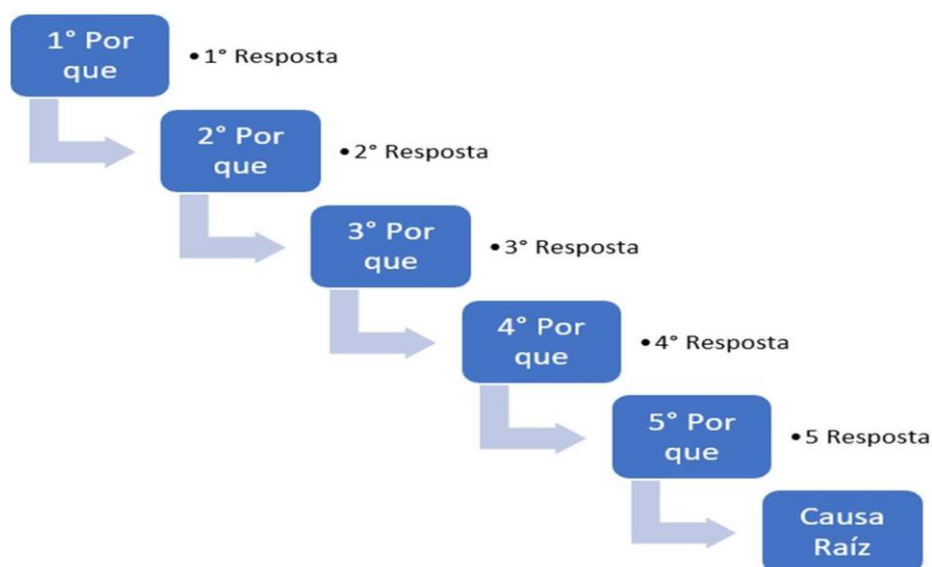 1° Por
que
•1° Resposta
2° Por
que
•2° Resposta
3° Por
que
•3° Resposta
4° Por
que
•4° Resposta
5° Por
que
•5 Resposta
Causa
Raíz